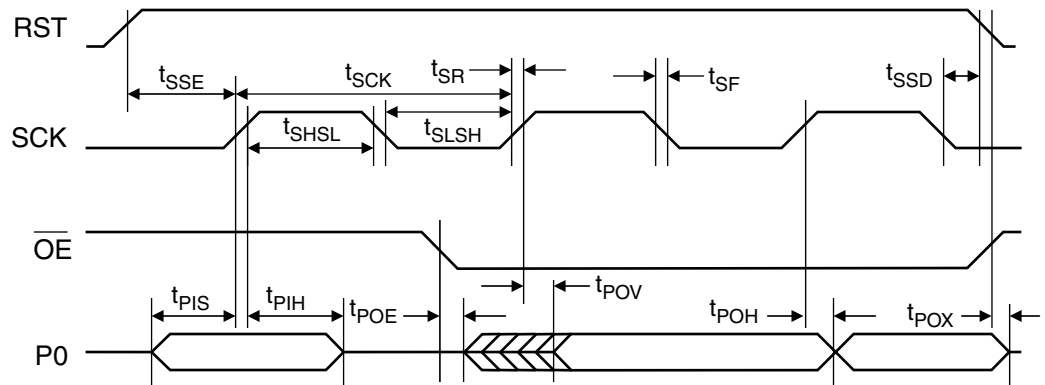 RST
tSSE
tSCK
tSR
tSF
tSSD
SCK
tSHSL
tSLSH
OE
tPIS
tPIH
tPOE
tPOV
tPOH
tPOX
P0